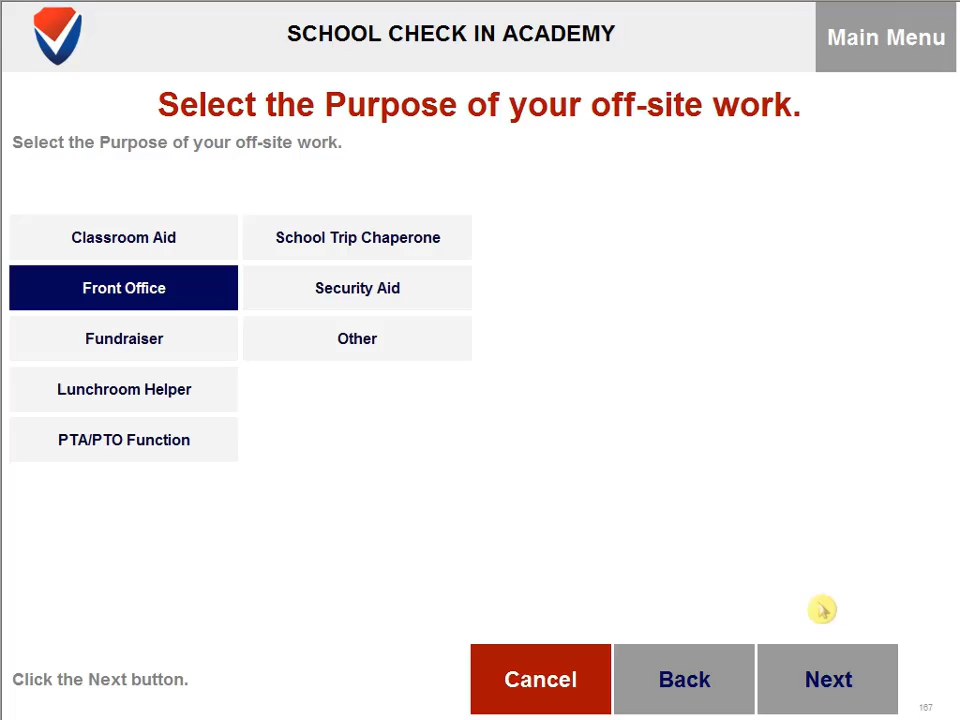 SCHOOL CHECK IN ACADEMY
Main Menu
Select the Purpose of your off-site work.
Select the Purpose of your off-site work.
Classroom Aid
School Trip Chaperone
Front Office
Security Aid
Fundraiser
Other
Lunchroom Helper
PTA/PTO Function
Click the Next button.
Cancel
Back
Next
167